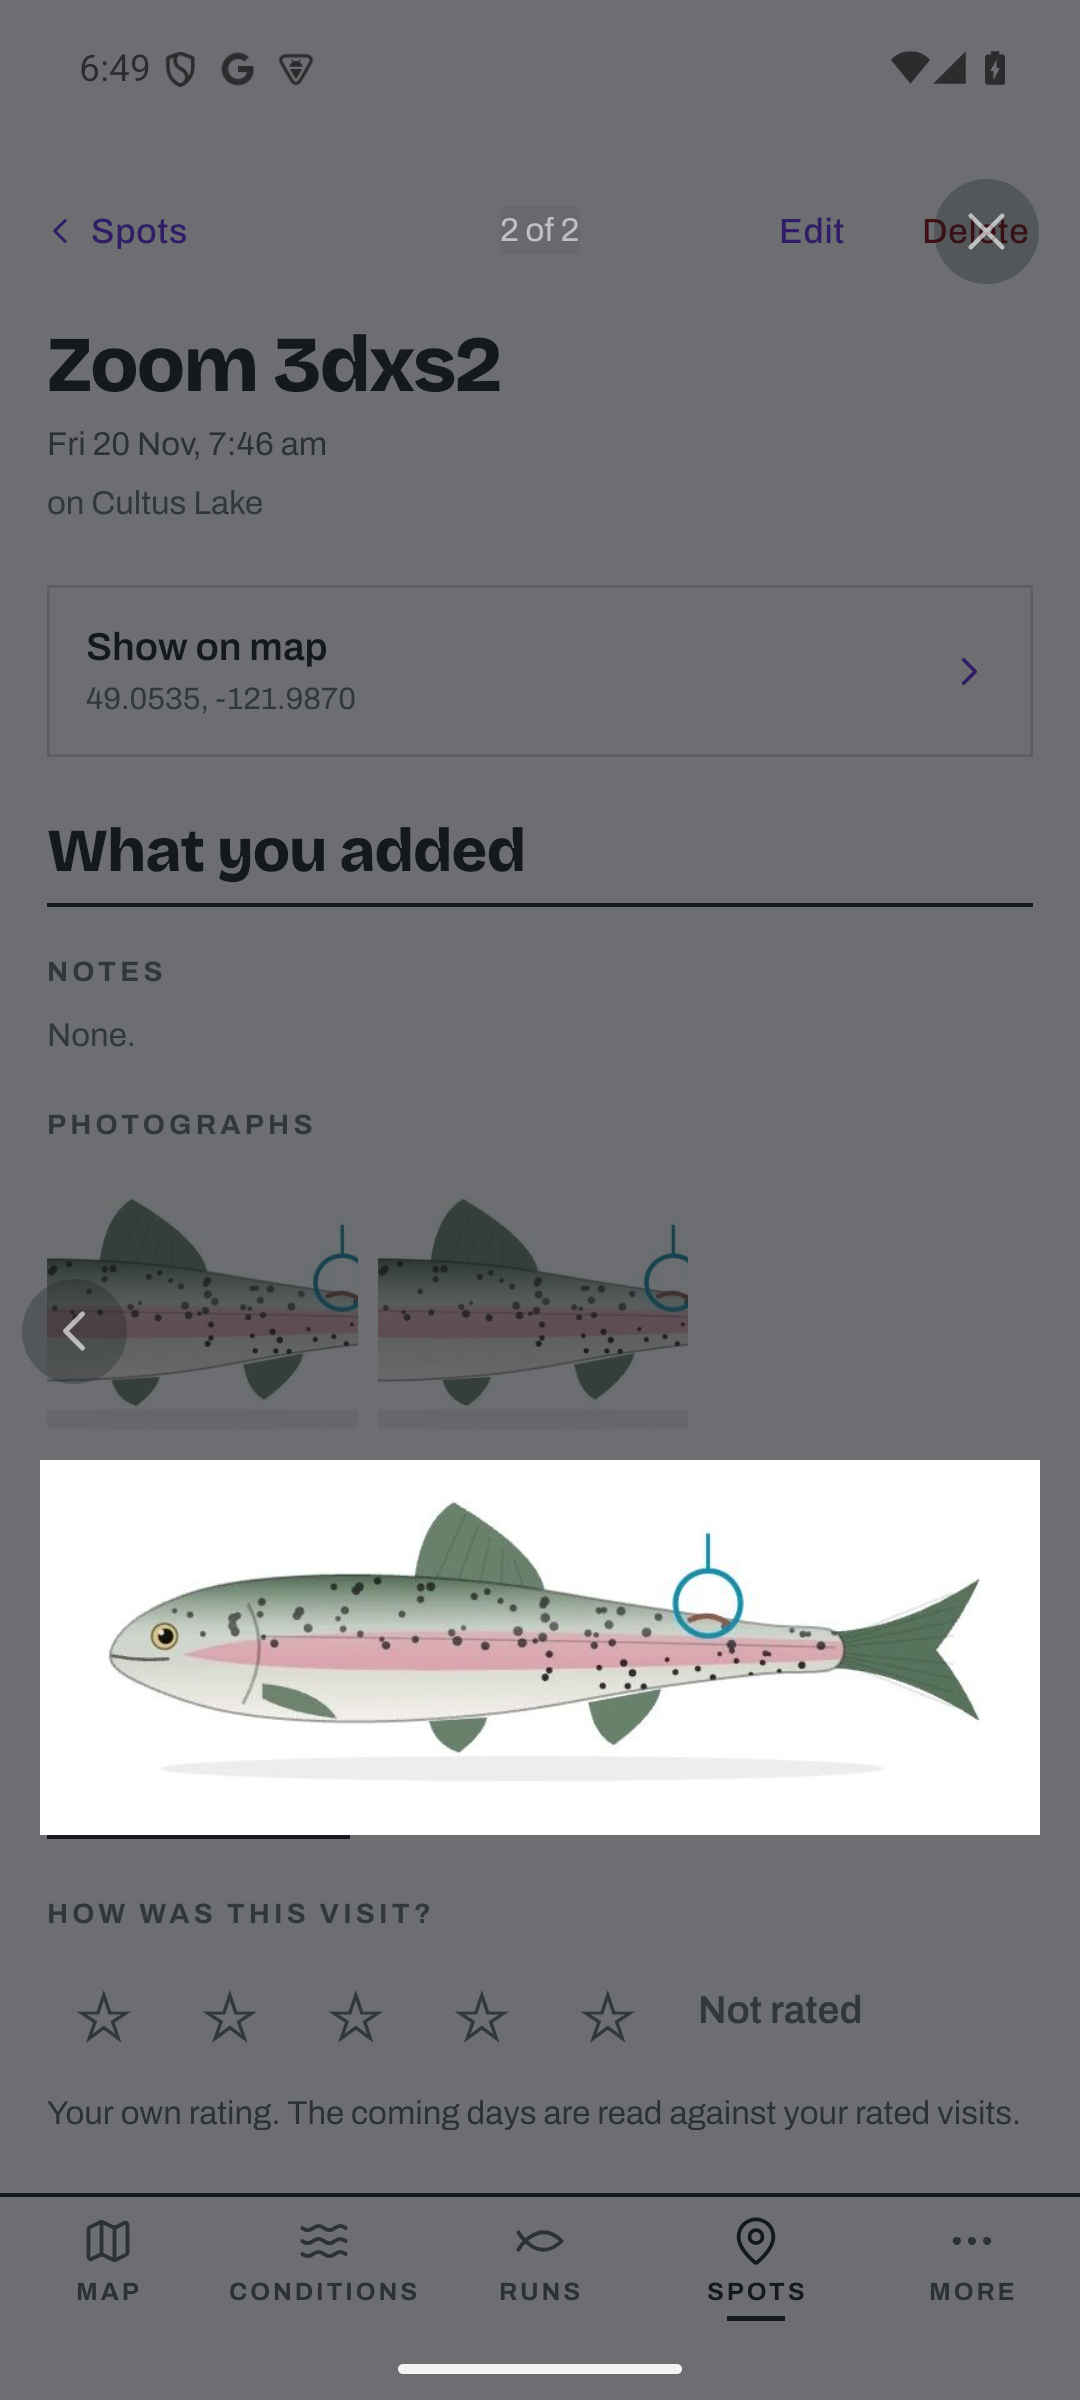 6:49
Spots
2 of 2
Edit
Delete
Zoom 3dxs2
Fri 20 Nov, 7:46 am
on Cultus Lake
Show on map
49.0535, -121.9870
What you added
NOTES
None.
PHOTOGRAPHS
HOW WAS THIS VISIT?
Not rated
Your own rating. The coming days are read against your rated visits.
MAP
CONDITIONS
RUNS
SPOTS
MORE